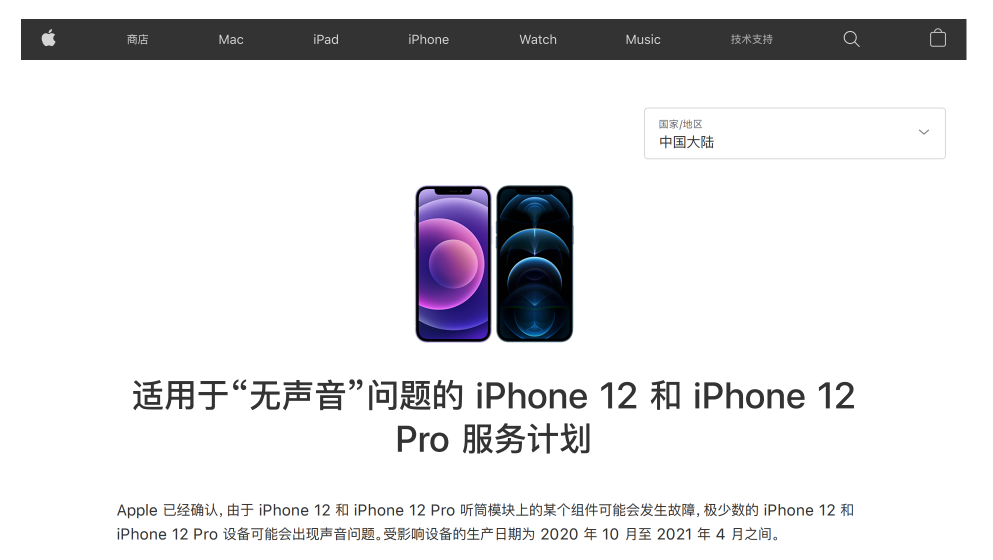 商店 Mac iPad iPhone Watch Music 技术支持
国家/地区
中国大陆
适用于“无声音”问题的 iPhone 12 和 iPhone 12
Pro 服务计划
Apple 已经确认，由于 iPhone 12 和 iPhone 12 Pro 听筒模块上的某个组件可能会发生故障，极少数的 iPhone 12 和
iPhone 12 Pro 设备可能会出现声音问题。受影响设备的生产日期为 2020 年 10 月至 2021 年 4 月之间。